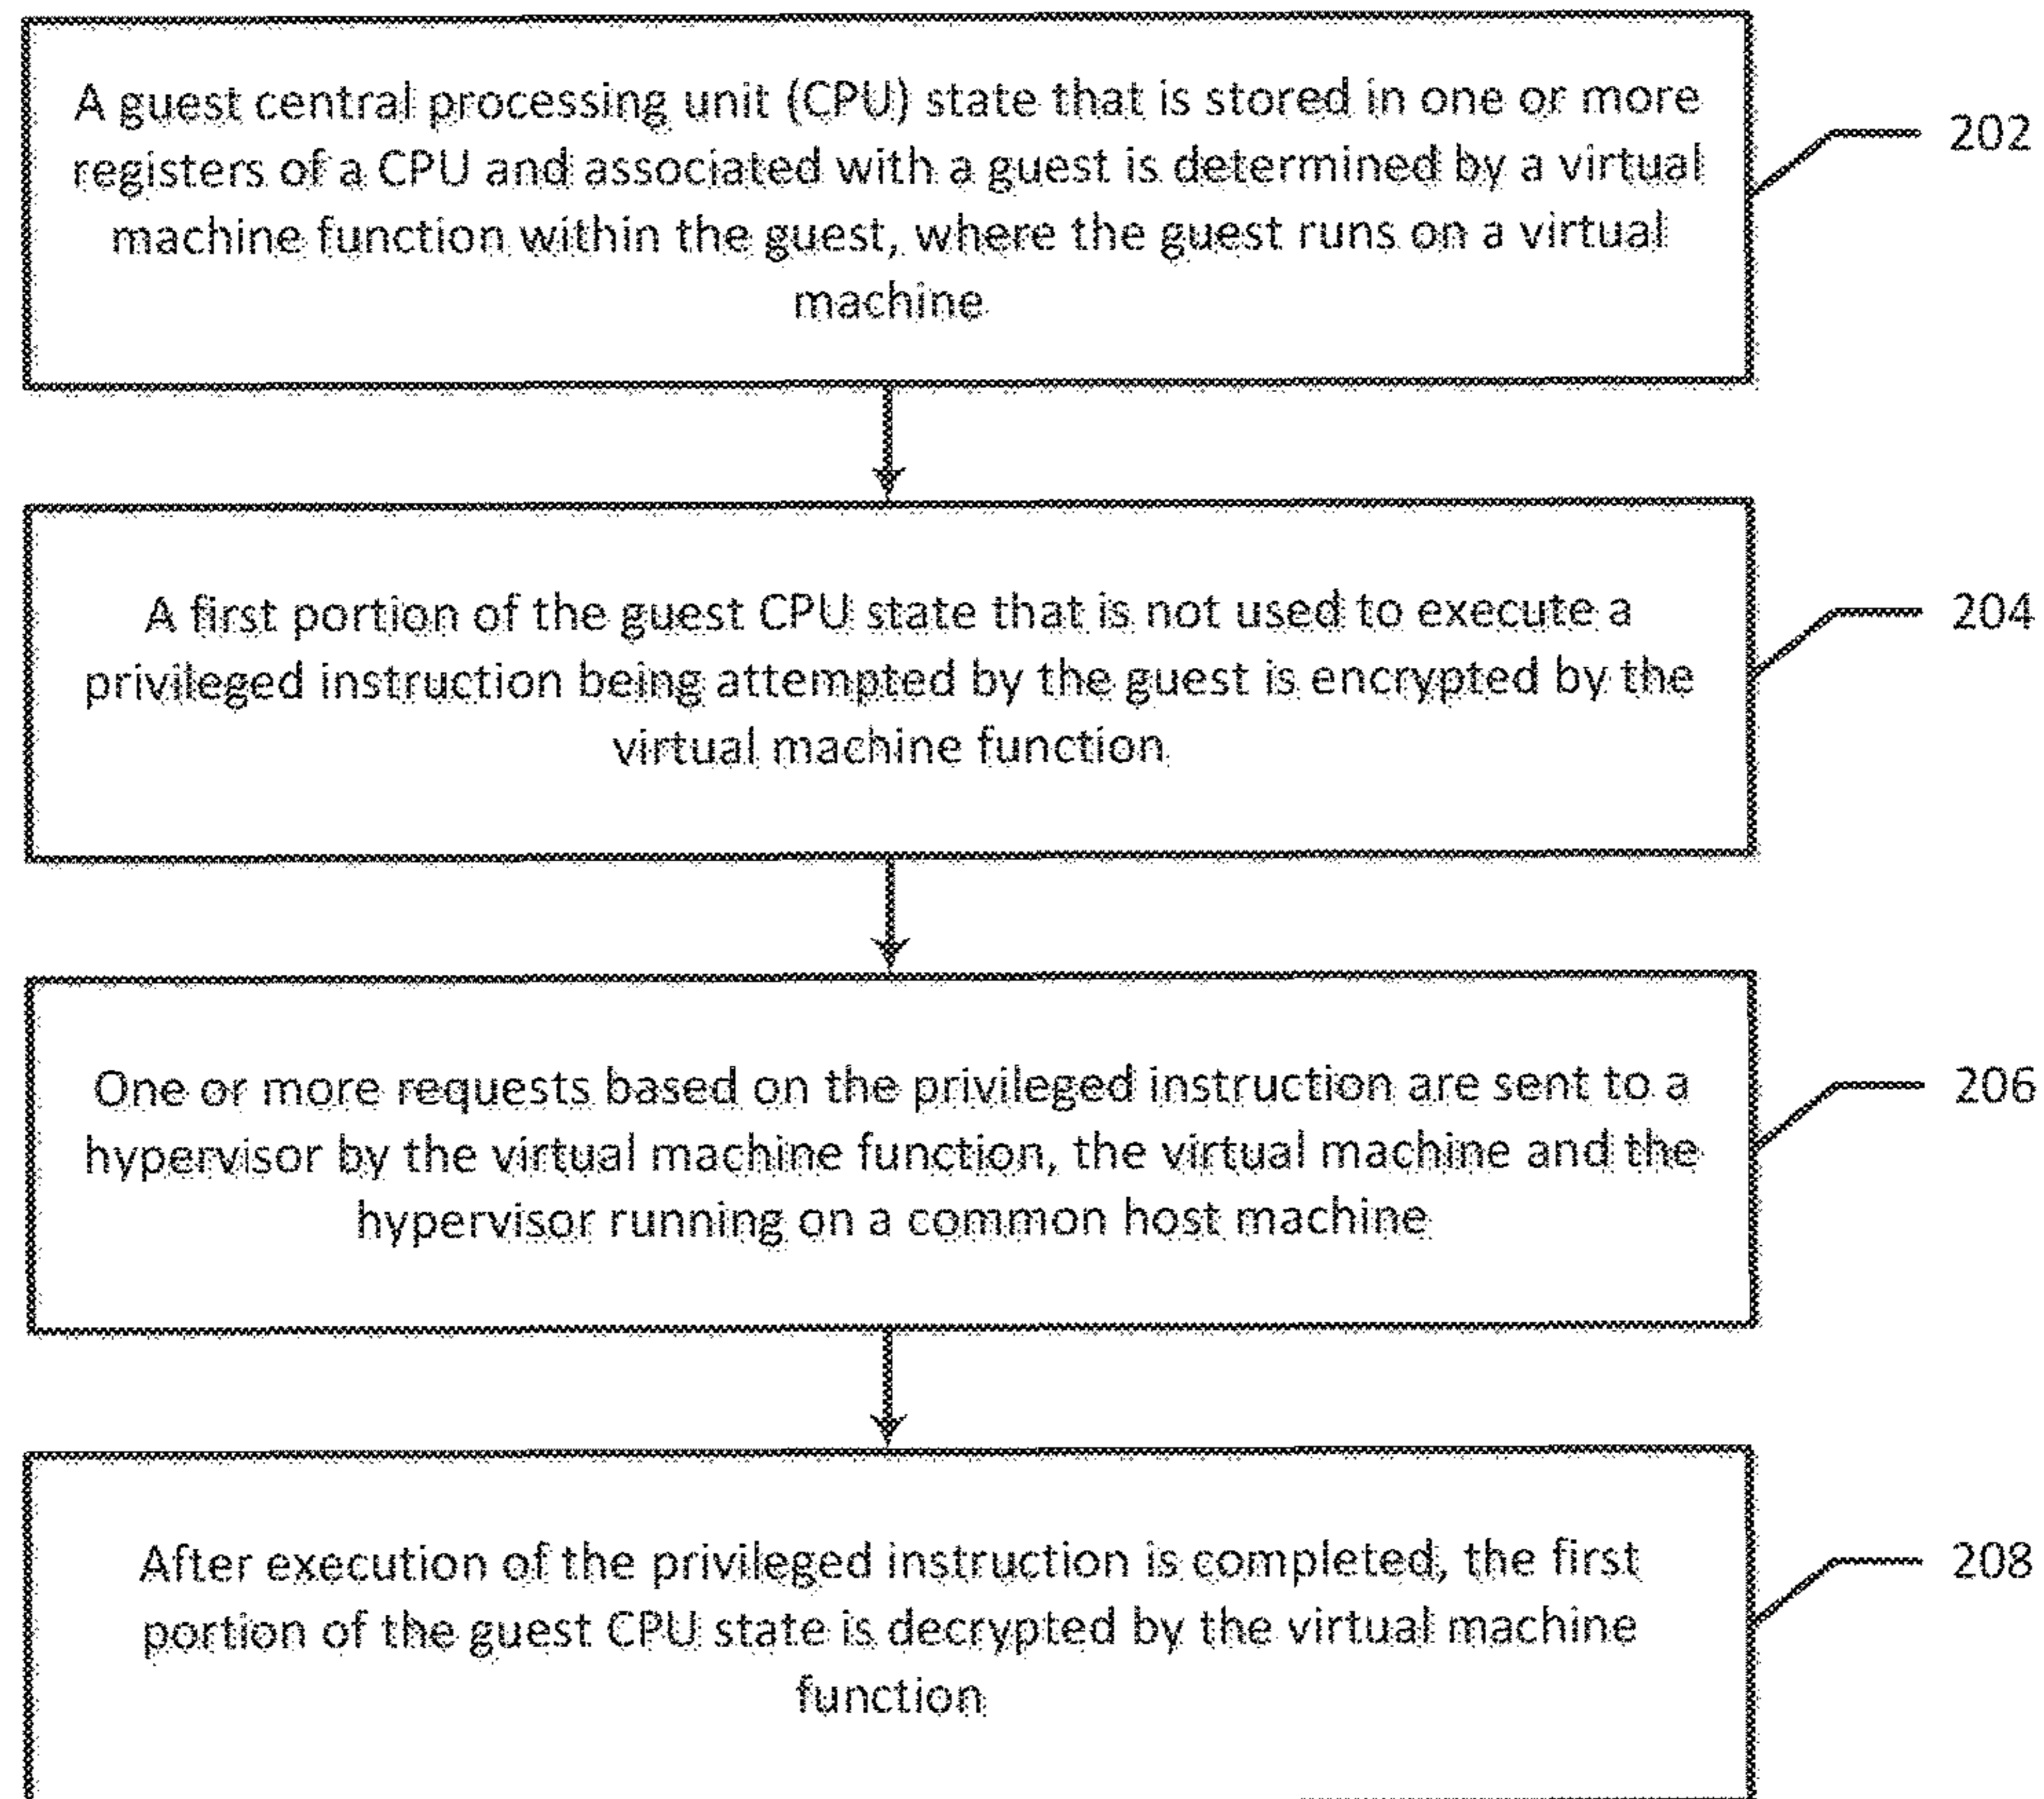 A guest central processing unit (CPU) state that is stored in one or more
registers of a CPU and associated with a guest is determined by a virtual
machine function within the guest, where the guest runs on a virtual
machine
202
A first portion of the guest CPU state that is not used to execute a
privileged instruction being attempted by the guest is encrypted by the
virtual machine function
204
One or more requests based on the privileged instruction are sent to a
hypervisor by the virtual machine function, the virtual machine and the
hypervisor running on a common host machine
206
After execution of the privileged instruction is completed, the first
portion of the guest CPU state is decrypted by the virtual machine
function
208